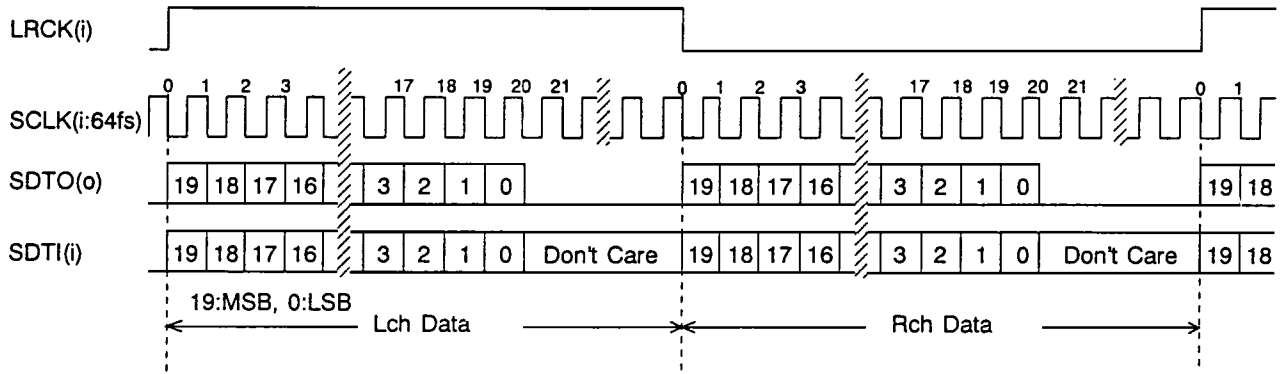 LRCK(i)
0 1 2 3 17 18 19 20 21 0 1 2 3 17 18 19 20 21 0 1
SCLK(i:64fs)
SDTO(o) 19 18 17 16 3 2 1 0 19 18 17 16 3 2 1 0 19 18
SDTI(i) 19 18 17 16 3 2 1 0 Don't Care 19 18 17 16 3 2 1 0 Don't Care 19 18
19:MSB, 0:LSB
Lch Data Rch Data